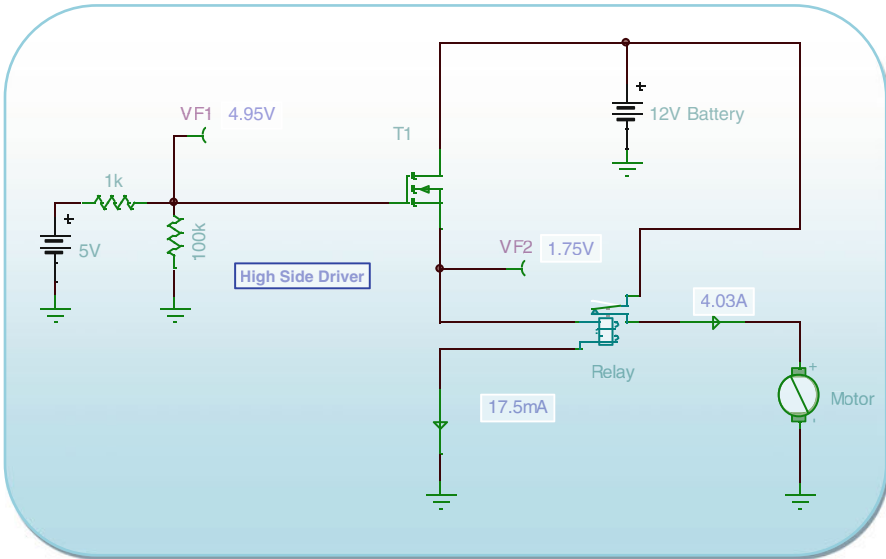 VF1 4.95V
T1
12V Battery
1k
5V
100k
VF2 1.75V
High Side Driver
4.03A
Relay
17.5mA
Motor